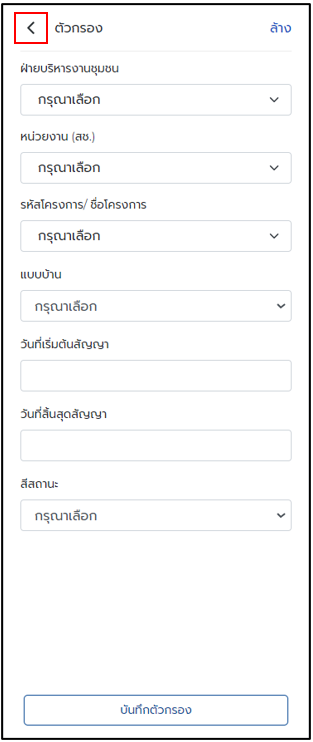 ตัวกรอง ล้าง
ฝ่ายบริหารงานชุมชน
กรุณาเลือก
หน่วยงาน (สช.)
กรุณาเลือก
รหัสโครงการ/ ชื่อโครงการ
กรุณาเลือก
แบบบ้าน
กรุณาเลือก
วันที่เริ่มต้นสัญญา
วันที่สิ้นสุดสัญญา
สีสถานะ
กรุณาเลือก
บันทึกตัวกรอง